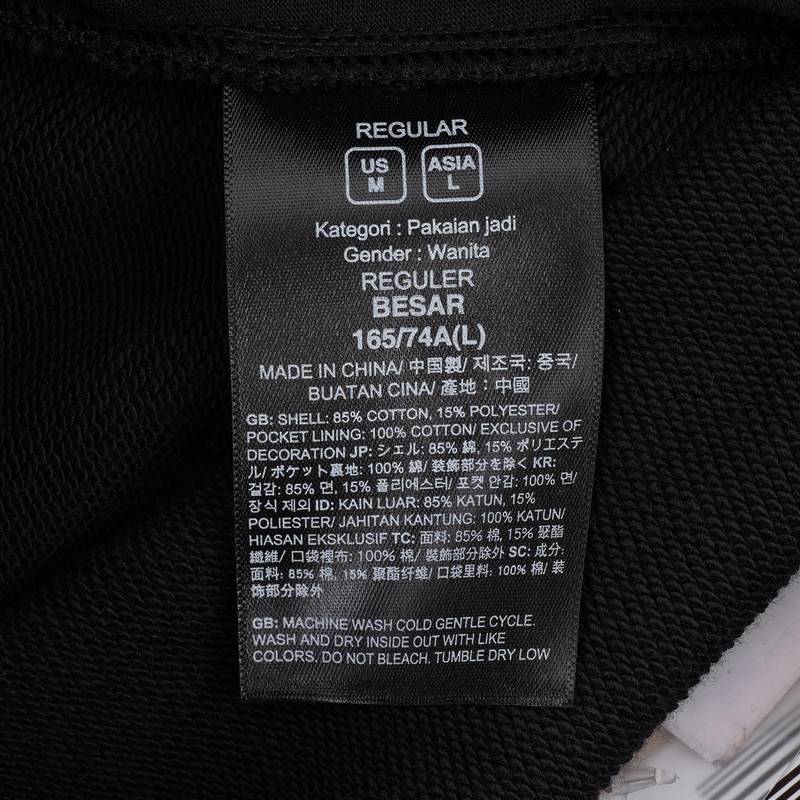 REGULAR
US ASIA
M L
Kategori : Pakaian jadi
Gender : Wanita
REGULER
BESAR
165/74A(L)
MADE IN CHINA/ 中国製/ 제조국: 중국/
BUATAN CINA/ 產地：中國
GB: SHELL: 85% COTTON, 15% POLYESTER/
POCKET LINING: 100% COTTON/ EXCLUSIVE OF
DECORATION JP: シェル: 85% 綿, 15% ポリエステ
ル/ ポケット裏地: 100% 綿/ 装飾部分を除く KR:
겉감: 85% 면, 15% 폴리에스터/ 포켓 안감: 100% 면/
장식 제외 ID: KAIN LUAR: 85% KATUN, 15%
POLIESTER/ JAHITAN KANTUNG: 100% KATUN/
HIASAN EKSKLUSIF TC: 面料: 85% 棉, 15% 聚酯
纖維/ 口袋裡布: 100% 棉/ 裝飾部分除外 SC: 成分:
面料: 85% 棉, 15% 聚酯纤维/ 口袋里料: 100% 棉/ 装
饰部分除外
GB: MACHINE WASH COLD GENTLE CYCLE.
WASH AND DRY INSIDE OUT WITH LIKE
COLORS. DO NOT BLEACH. TUMBLE DRY LOW